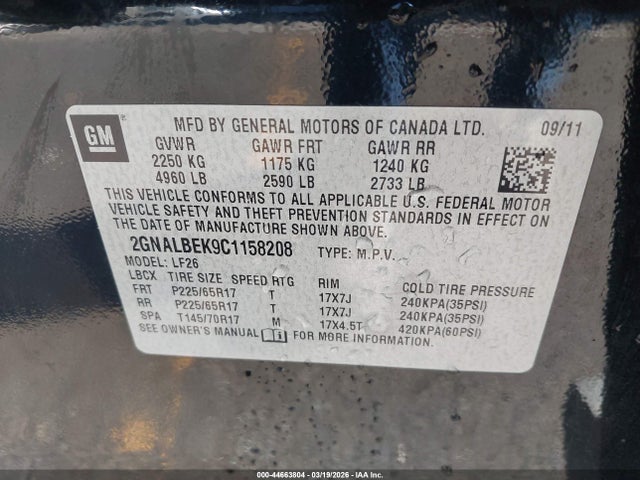 GM
MFD BY GENERAL MOTORS OF CANADA LTD. 09/11
GVWR GAWR FRT GAWR RR
2250 KG 1175 KG 1240 KG
4960 LB 2590 LB 2733 LB
THIS VEHICLE CONFORMS TO ALL APPLICABLE U.S. FEDERAL MOTOR
VEHICLE SAFETY AND THEFT PREVENTION STANDARDS IN EFFECT ON
THE DATE OF MANUFACTURE SHOWN ABOVE.
2GNALBEK9C1158208 TYPE: M.P.V.
MODEL: LF26
LBCX TIRE SIZE SPEED RTG RIM COLD TIRE PRESSURE
FRT P225/65R17 T 17X7J 240KPA(35PSI)
RR P225/65R17 T 17X7J 240KPA(35PSI)
SPA T145/70R17 M 17X4.5T 420KPA(60PSI)
SEE OWNER'S MANUAL FOR MORE INFORMATION.
000-44663804 - 03/19/2026 - IAA Inc.